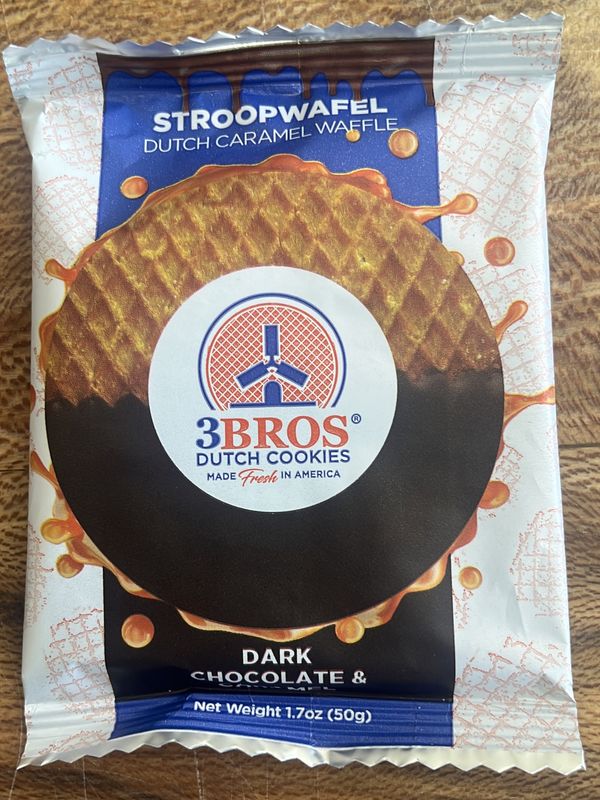 STROOPWAFEL
DUTCH CARAMEL WAFFLE
3BROS®
DUTCH COOKIES
MADE Fresh IN AMERICA
DARK
CHOCOLATE &
Net Weight 1.7oz (50g)